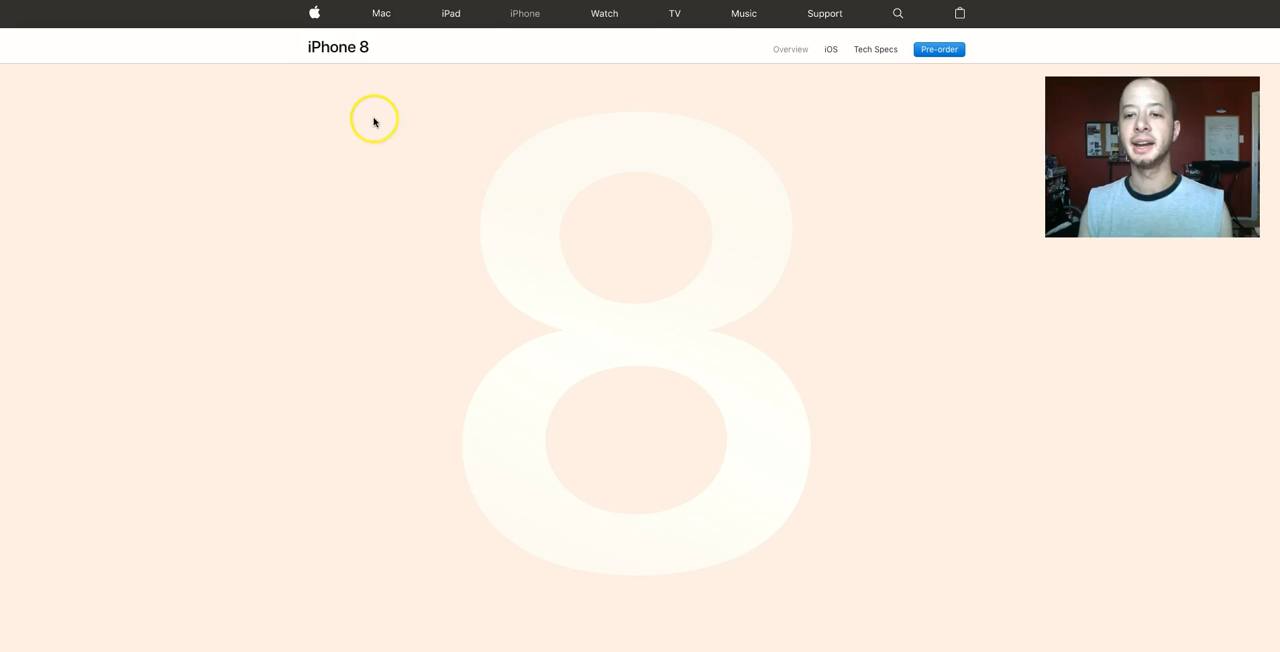 Mac iPad iPhone Watch TV Music Support
iPhone 8
Overview iOS Tech Specs Pre-order
8